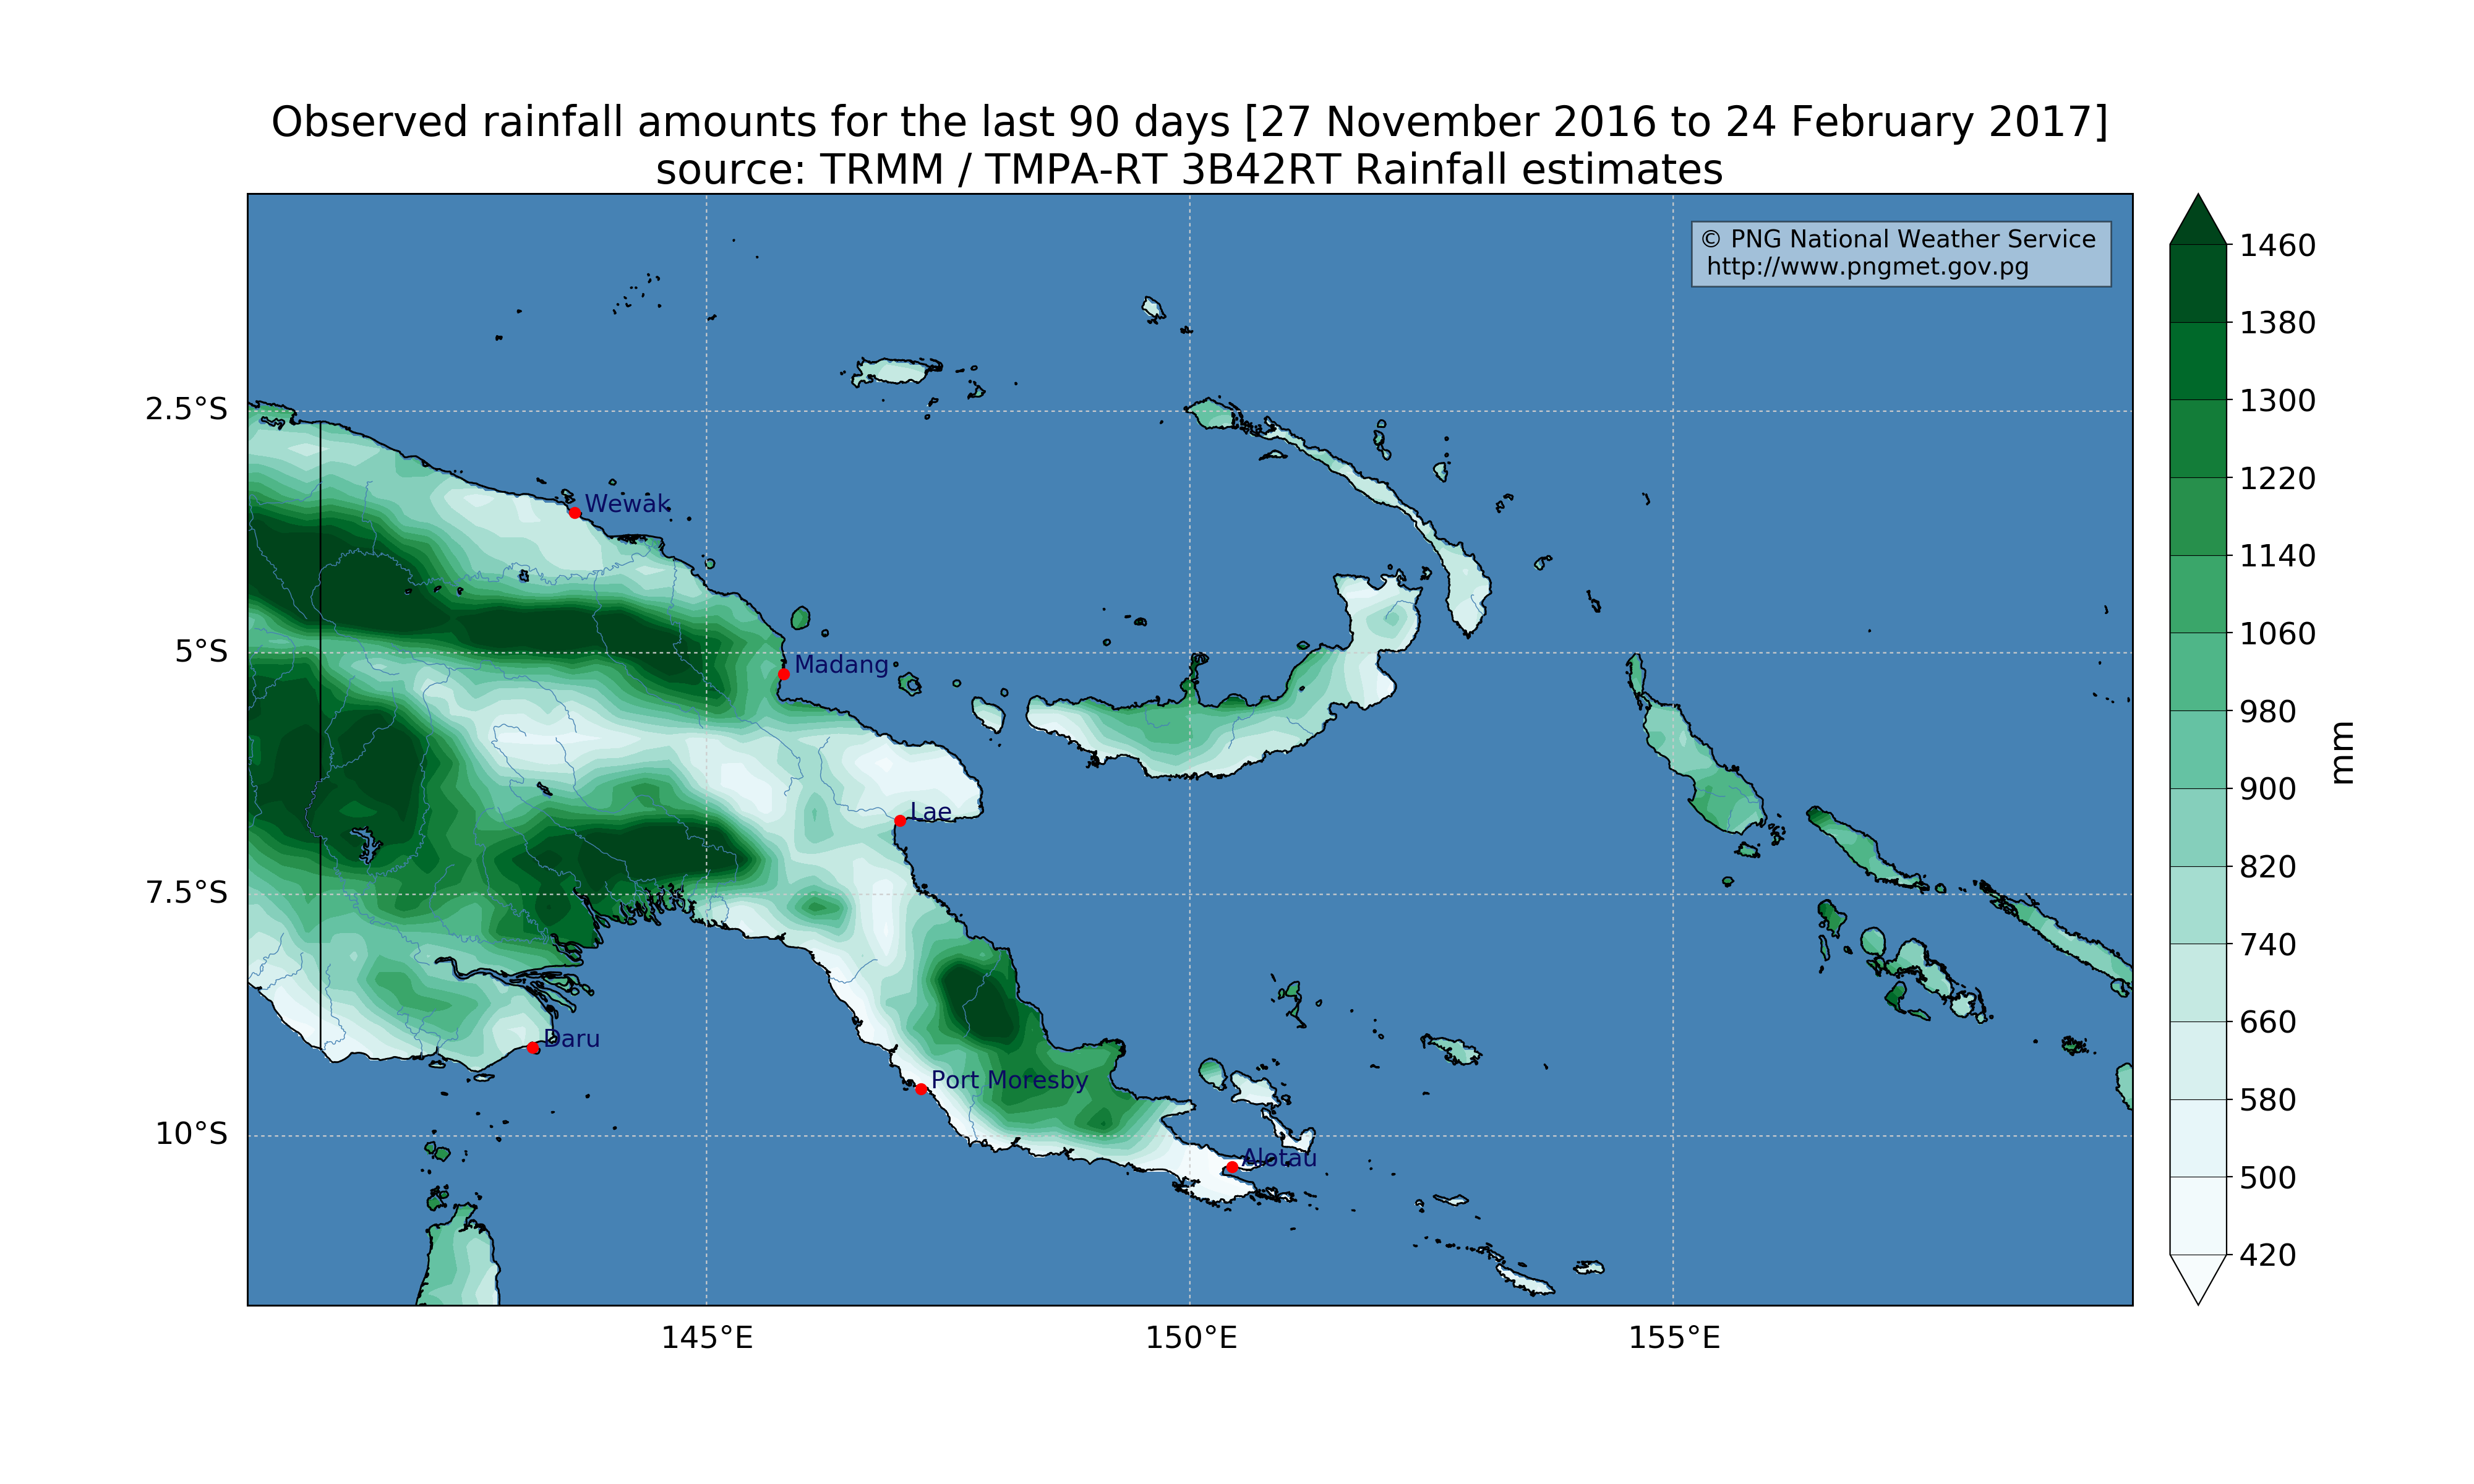 Observed rainfall amounts for the last 90 days [27 November 2016 to 24 February 2017]
source: TRMM / TMPA-RT 3B42RT Rainfall estimates
© PNG National Weather Service
http://www.pngmet.gov.pg
1460
1380
1300
1220
1140
1060
980
900
820
740
660
580
500
420
mm
2.5°S
5°S
7.5°S
10°S
Wewak
Madang
Lae
Daru
Port Moresby
Alotau
145°E
150°E
155°E